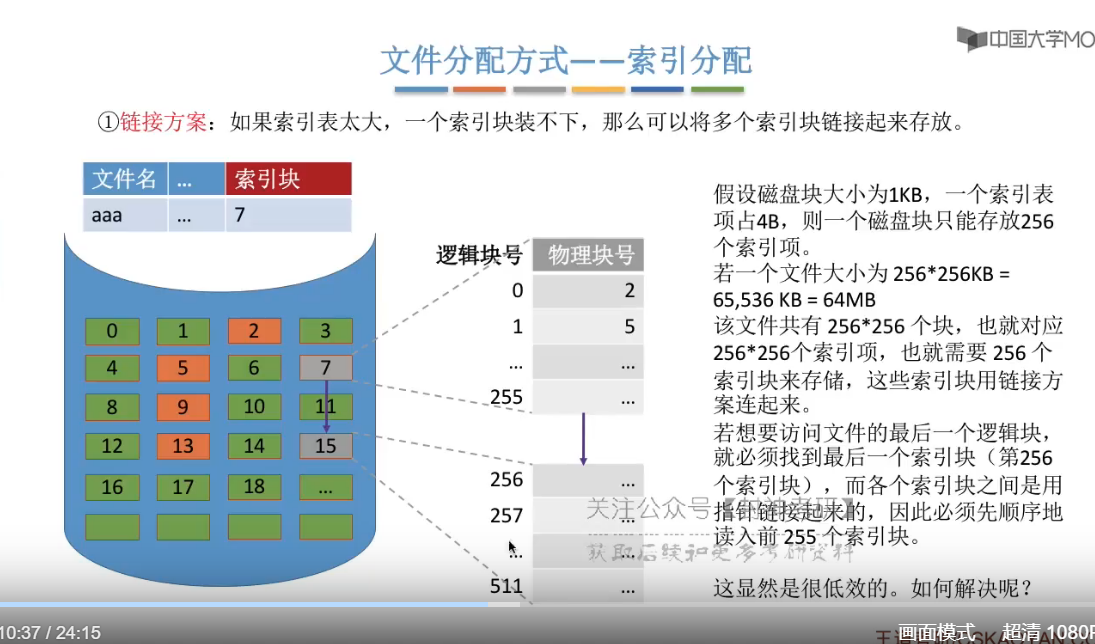 中国大学MO
文件分配方式——索引分配
①链接方案：如果索引表太大，一个索引块装不下，那么可以将多个索引块链接起来存放。
文件名 ... 索引块
aaa ... 7
0 1 2 3
4 5 6 7
8 9 10 11
12 13 14 15
16 17 18 ...
逻辑块号 物理块号
0 2
1 5
... ...
255 ...
256 ...
257 ...
... ...
511 ...
假设磁盘块大小为1KB，一个索引表
项占4B，则一个磁盘块只能存放256
个索引项。
若一个文件大小为 256*256KB =
65,536 KB = 64MB
该文件共有 256*256 个块，也就对应
256*256个索引项，也就需要 256 个
索引块来存储，这些索引块用链接方
案连起来。
若想要访问文件的最后一个逻辑块，
就必须找到最后一个索引块（第256
个索引块），而各个索引块之间是用
指针链接起来的，因此必须先顺序地
读入前 255 个索引块。
这显然是很低效的。如何解决呢？
关注公众号
获取后续和更多考研资料
10:37 / 24:15
画面模式
超清 1080P